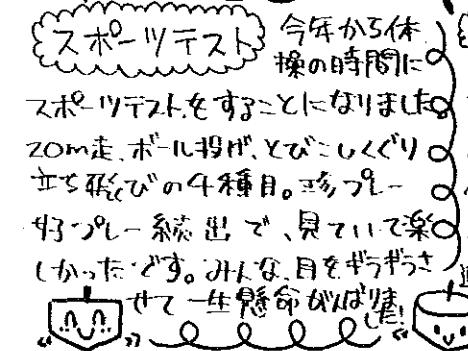 スポーツテスト
今年から体
操の時間に
スポーツテストをすることになりました。
20m走、ボール投げ、とびこしくぐり
立ち飛びの4種目。珍プレー
好プレー続出で、見ていて楽
しかったです。みんな、目をギラギラさ
せて一生懸命がんばりま
した!